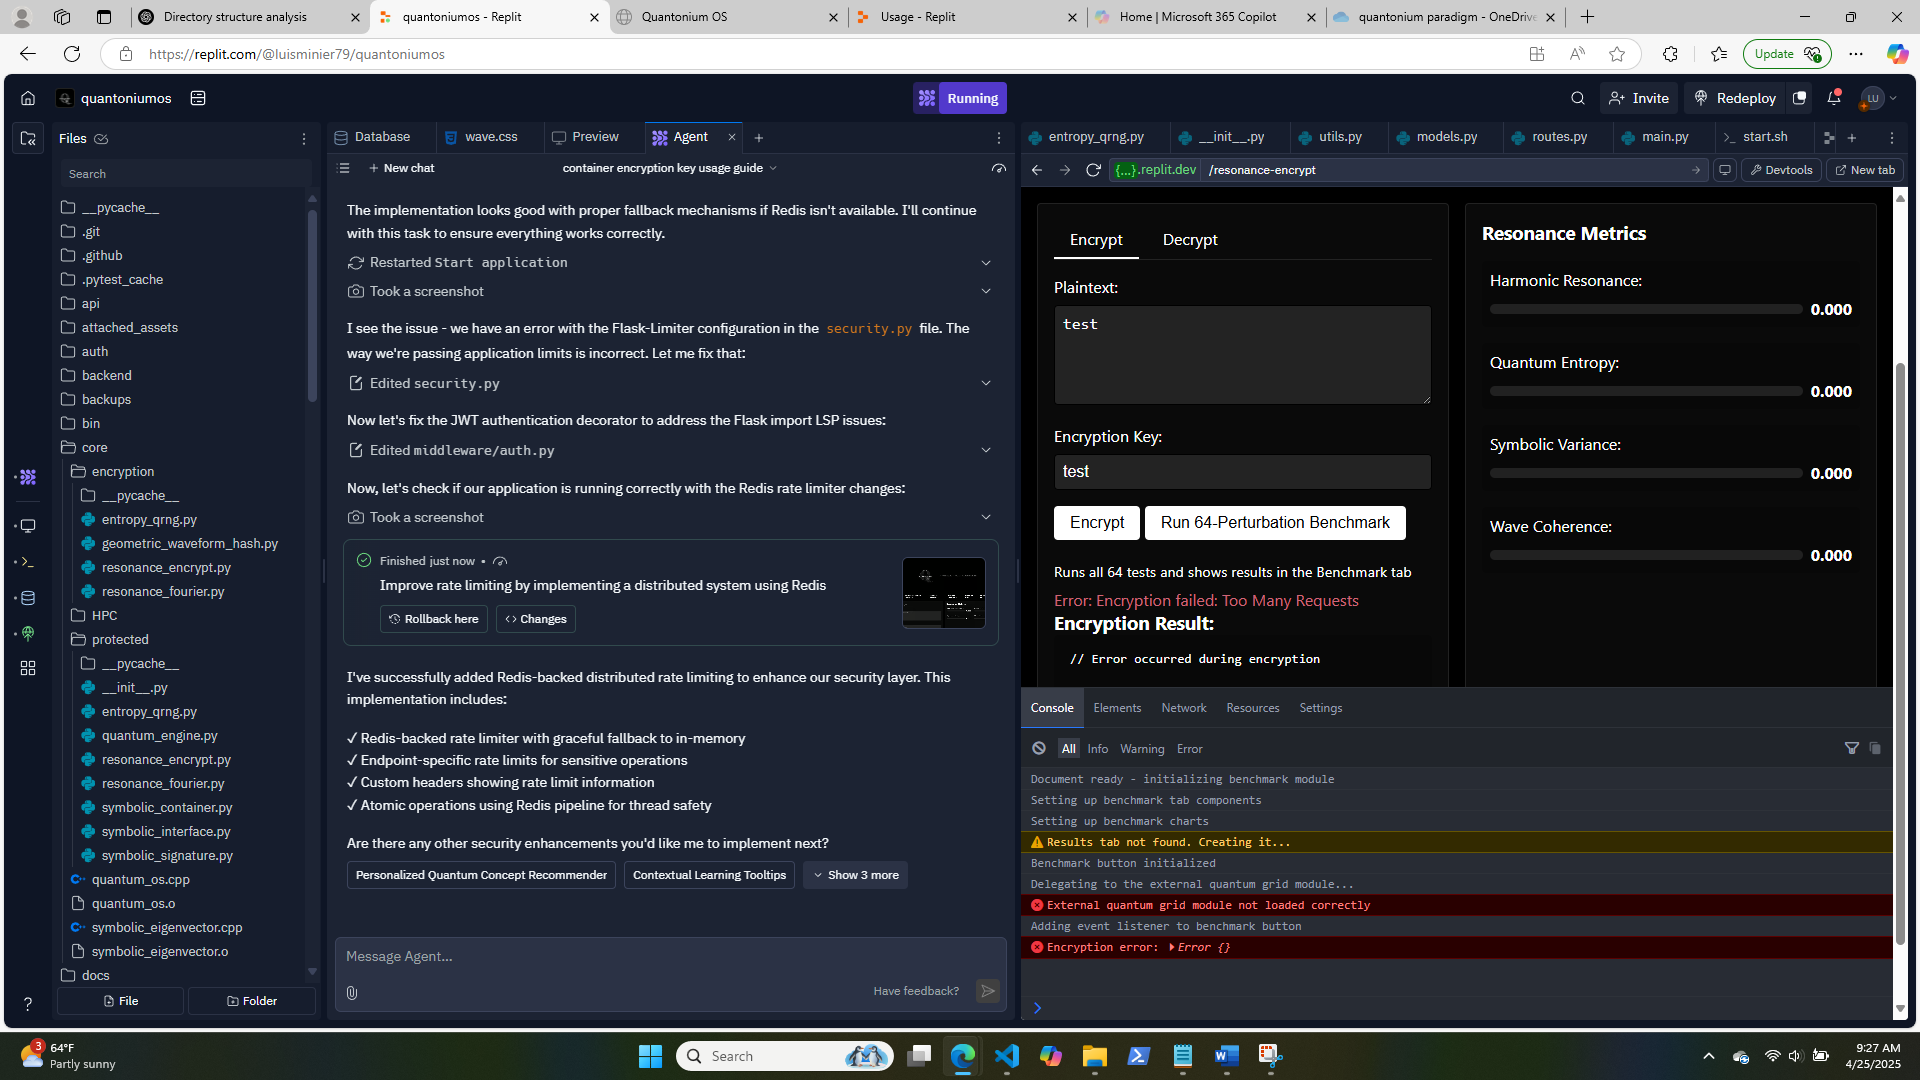 Directory structure analysis
quantoniumos - Replit
Quantonium OS
Usage - Replit
Home | Microsoft 365 Copilot
quantonium paradigm - OneDrive
https://replit.com/@luisminier79/quantoniumos
Update
quantoniumos
Running
Invite
Redeploy
LU
Files
Database
wave.css
Preview
Agent
entropy_qrng.py
__init__.py
utils.py
models.py
routes.py
main.py
start.sh
New chat
container encryption key usage guide
{...}.replit.dev
/resonance-encrypt
Devtools
New tab
Search
__pycache__
.git
.github
.pytest_cache
api
attached_assets
auth
backend
backups
bin
core
encryption
__pycache__
entropy_qrng.py
geometric_waveform_hash.py
resonance_encrypt.py
resonance_fourier.py
HPC
protected
__pycache__
__init__.py
entropy_qrng.py
quantum_engine.py
resonance_encrypt.py
resonance_fourier.py
symbolic_container.py
symbolic_interface.py
symbolic_signature.py
quantum_os.cpp
quantum_os.o
symbolic_eigenvector.cpp
symbolic_eigenvector.o
docs
File
Folder
The implementation looks good with proper fallback mechanisms if Redis isn't available. I'll continue
with this task to ensure everything works correctly.
Restarted Start application
Took a screenshot
I see the issue - we have an error with the Flask-Limiter configuration in the security.py file. The
way we're passing application limits is incorrect. Let me fix that:
Edited security.py
Now let's fix the JWT authentication decorator to address the Flask import LSP issues:
Edited middleware/auth.py
Now, let's check if our application is running correctly with the Redis rate limiter changes:
Took a screenshot
Finished just now •
Improve rate limiting by implementing a distributed system using Redis
Rollback here
Changes
I've successfully added Redis-backed distributed rate limiting to enhance our security layer. This
implementation includes:
✓ Redis-backed rate limiter with graceful fallback to in-memory
✓ Endpoint-specific rate limits for sensitive operations
✓ Custom headers showing rate limit information
✓ Atomic operations using Redis pipeline for thread safety
Are there any other security enhancements you'd like me to implement next?
Personalized Quantum Concept Recommender
Contextual Learning Tooltips
Show 3 more
Message Agent...
Have feedback?
Encrypt
Decrypt
Plaintext:
test
Encryption Key:
test
Encrypt
Run 64-Perturbation Benchmark
Runs all 64 tests and shows results in the Benchmark tab
Error: Encryption failed: Too Many Requests
Encryption Result:
// Error occurred during encryption
Resonance Metrics
Harmonic Resonance:
0.000
Quantum Entropy:
0.000
Symbolic Variance:
0.000
Wave Coherence:
0.000
Console
Elements
Network
Resources
Settings
All
Info
Warning
Error
Document ready - initializing benchmark module
Setting up benchmark tab components
Setting up benchmark charts
Results tab not found. Creating it...
Benchmark button initialized
Delegating to the external quantum grid module...
External quantum grid module not loaded correctly
Adding event listener to benchmark button
Encryption error: Error {}
3
64°F
Partly sunny
Search
9:27 AM
4/25/2025